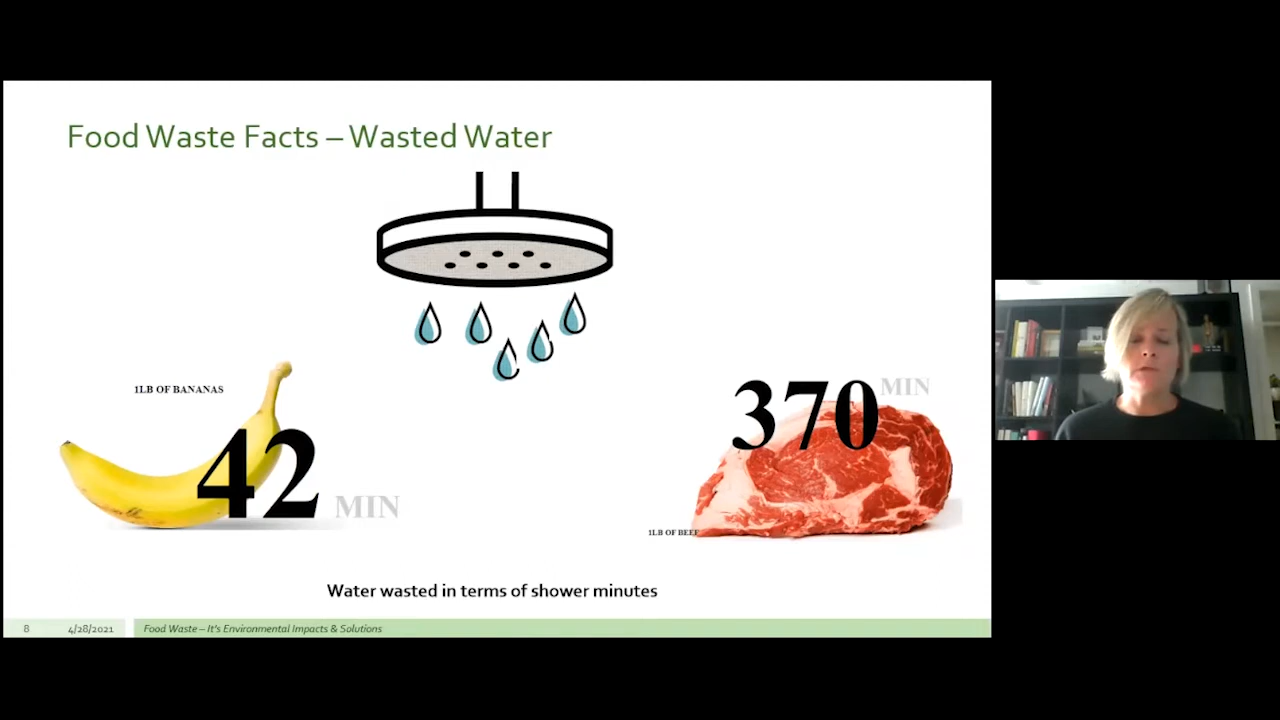 Food Waste Facts – Wasted Water
1LB OF BANANAS
42 MIN
370 MIN
1LB OF BEEF
Water wasted in terms of shower minutes
8 4/28/2021 Food Waste – It's Environmental Impacts & Solutions